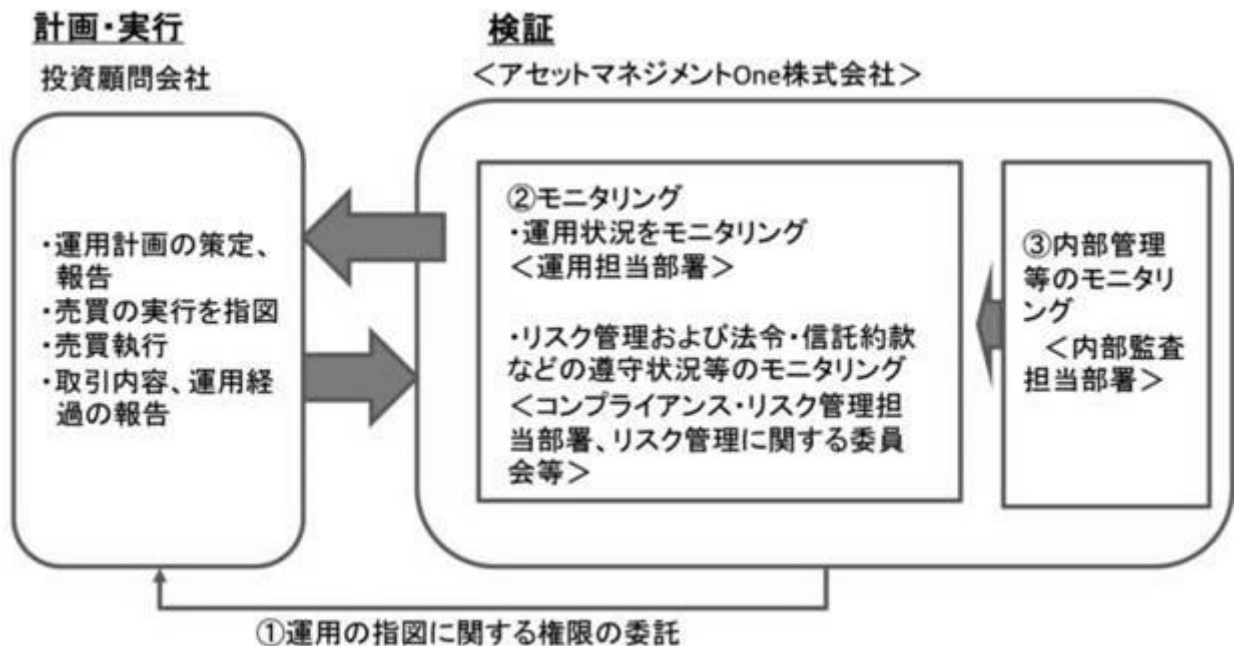 計画・実行
投資顧問会社
・運用計画の策定、
報告
・売買の実行を指図
・売買執行
・取引内容、運用経
過の報告
検証
＜アセットマネジメントOne株式会社＞
②モニタリング
・運用状況をモニタリング
＜運用担当部署＞
・リスク管理および法令・信託約款
などの遵守状況等のモニタリング
＜コンプライアンス・リスク管理担
当部署、リスク管理に関する委員
会等＞
③内部管理
等のモニタリ
ング
＜内部監査
担当部署＞
①運用の指図に関する権限の委託